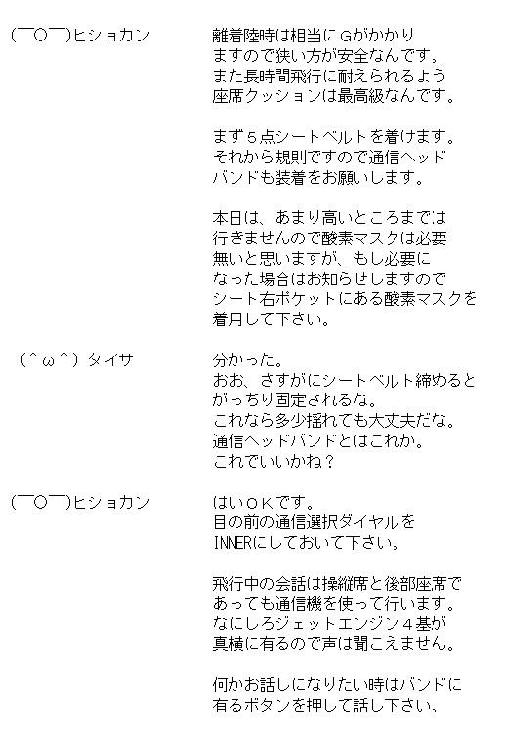 (￣○￣)ヒショカン 離着陸時は相当にＧがかかり
ますので狭い方が安全なんです。
また長時間飛行に耐えられるよう
座席クッションは最高級なんです。
まず５点シートベルトを着けます。
それから規則ですので通信ヘッド
バンドも装着をお願いします。
本日は、あまり高いところまでは
行きませんので酸素マスクは必要
無いと思いますが、もし必要に
なった場合はお知らせしますので
シート右ポケットにある酸素マスクを
着月して下さい。
(＾ω＾) タイサ 分かった。
おお、さすがにシートベルト締めると
がっちり固定されるな。
これなら多少揺れても大丈夫だな。
通信ヘッドバンドとはこれか。
これでいいかね？
(￣○￣)ヒショカン はいＯＫです。
目の前の通信選択ダイヤルを
INNERにしておいて下さい。
飛行中の会話は操縦席と後部座席で
あっても通信機を使って行います。
なにしろジェットエンジン４基が
真横に有るので声は聞こえません。
何かお話しになりたい時はバンドに
有るボタンを押して話し下さい、